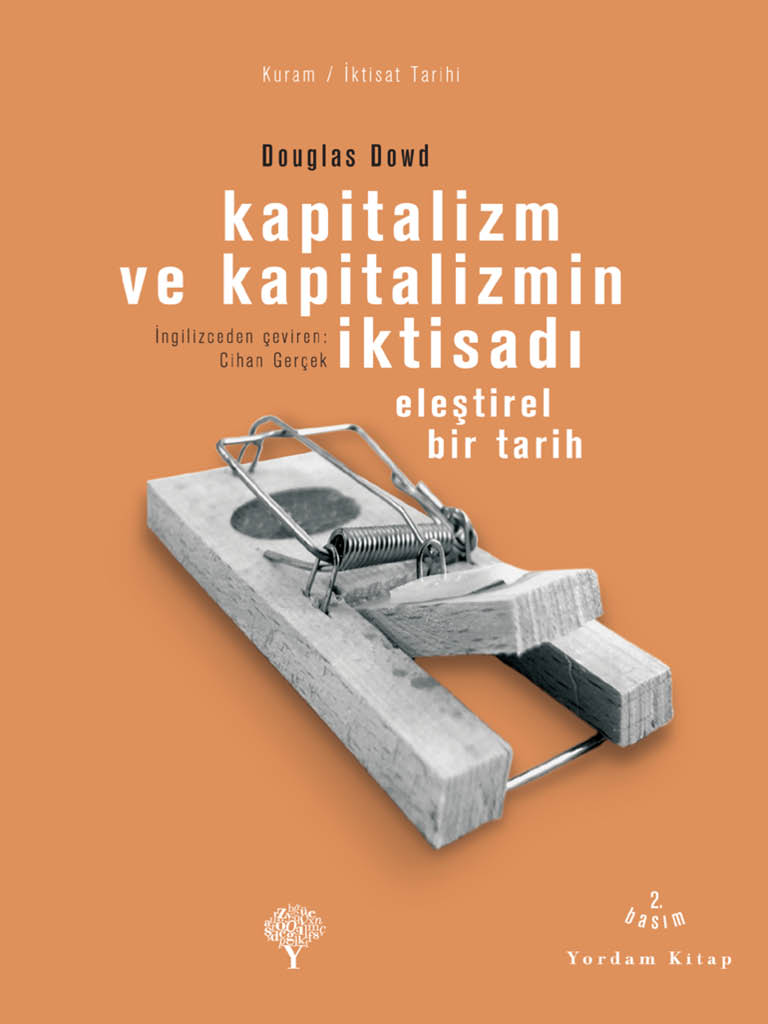 Kuram / İktisat Tarihi
Douglas Dowd
kapitalizm
ve kapitalizmin
İngilizceden çeviren:
Cihan Gerçek
iktisadı
eleştirel
bir tarih
2.
basım
Y
Yordam Kitap